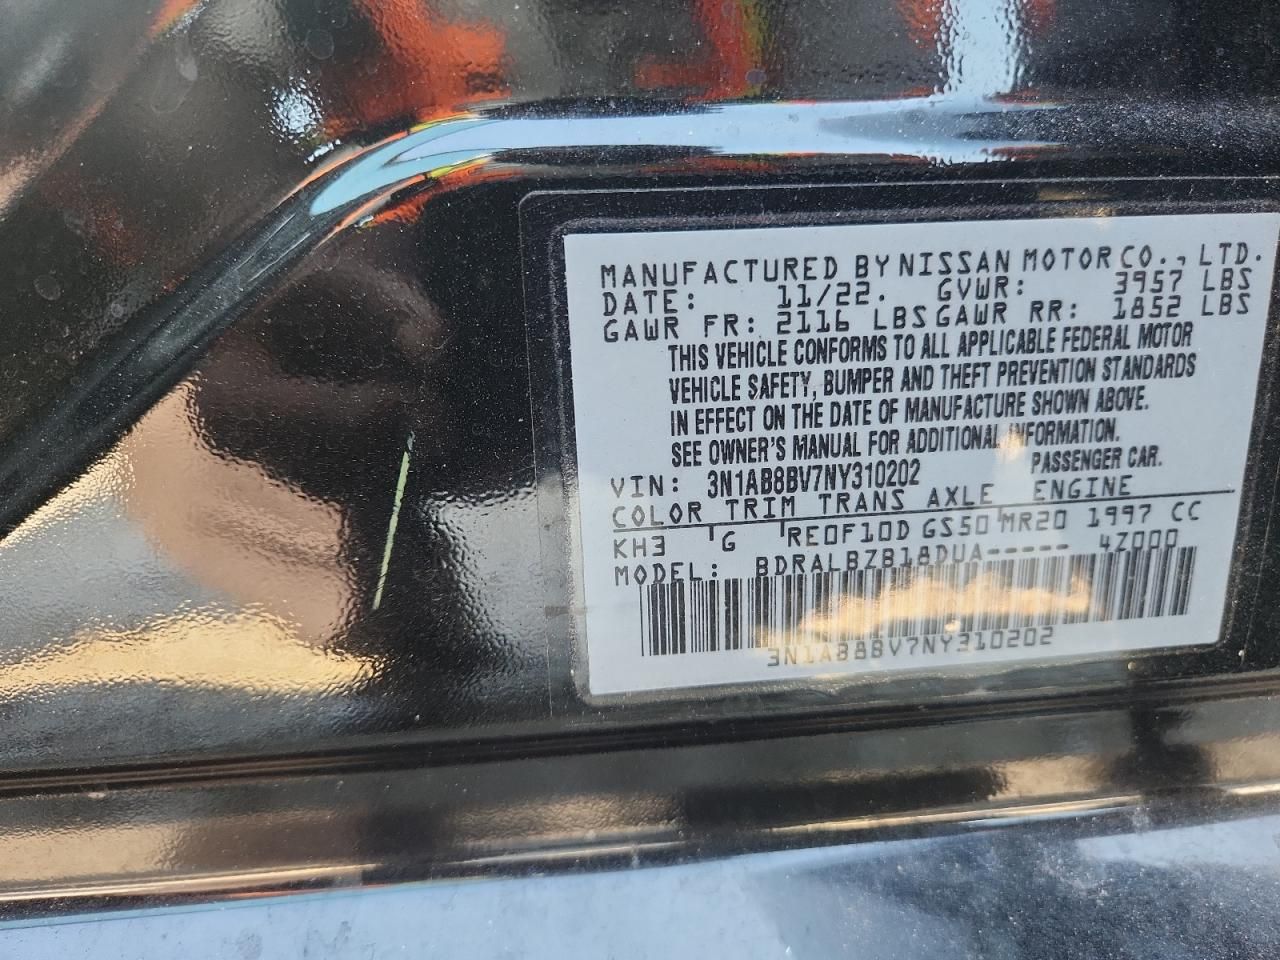 MANUFACTURED BY NISSAN MOTOR CO., LTD.
DATE: 11/22. GVWR: 3957 LBS
GAWR FR: 2116 LBS GAWR RR: 1852 LBS
THIS VEHICLE CONFORMS TO ALL APPLICABLE FEDERAL MOTOR
VEHICLE SAFETY, BUMPER AND THEFT PREVENTION STANDARDS
IN EFFECT ON THE DATE OF MANUFACTURE SHOWN ABOVE.
SEE OWNER'S MANUAL FOR ADDITIONAL INFORMATION.
VIN: 3N1AB8BV7NY310202 PASSENGER CAR.
COLOR TRIM TRANS AXLE ENGINE
KH3 G RE0F10D GS50 MR20 1997 CC
MODEL: BDRALBZB18DUA----- 4Z000
3N1AB8BV7NY310202